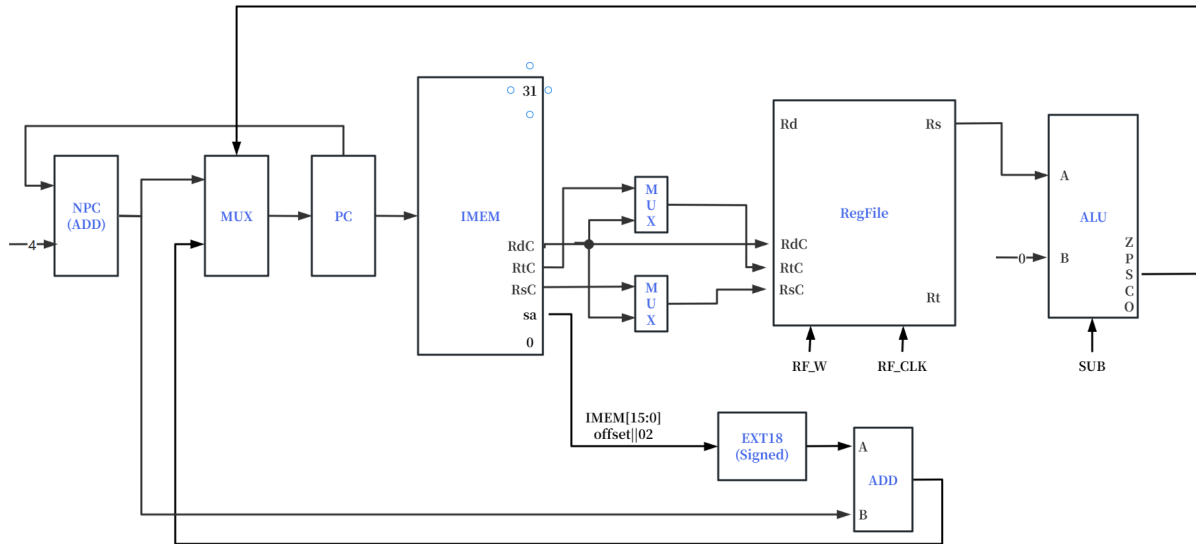 31
NPC
(ADD)
4
MUX
PC
IMEM
RdC
RtC
RsC
sa
0
M
U
X
M
U
X
Rd
Rs
RegFile
RdC
RtC
RsC
Rt
RF_W
RF_CLK
A
ALU
0
B
Z
P
S
C
O
SUB
IMEM[15:0]
offset||02
EXT18
(Signed)
A
ADD
B